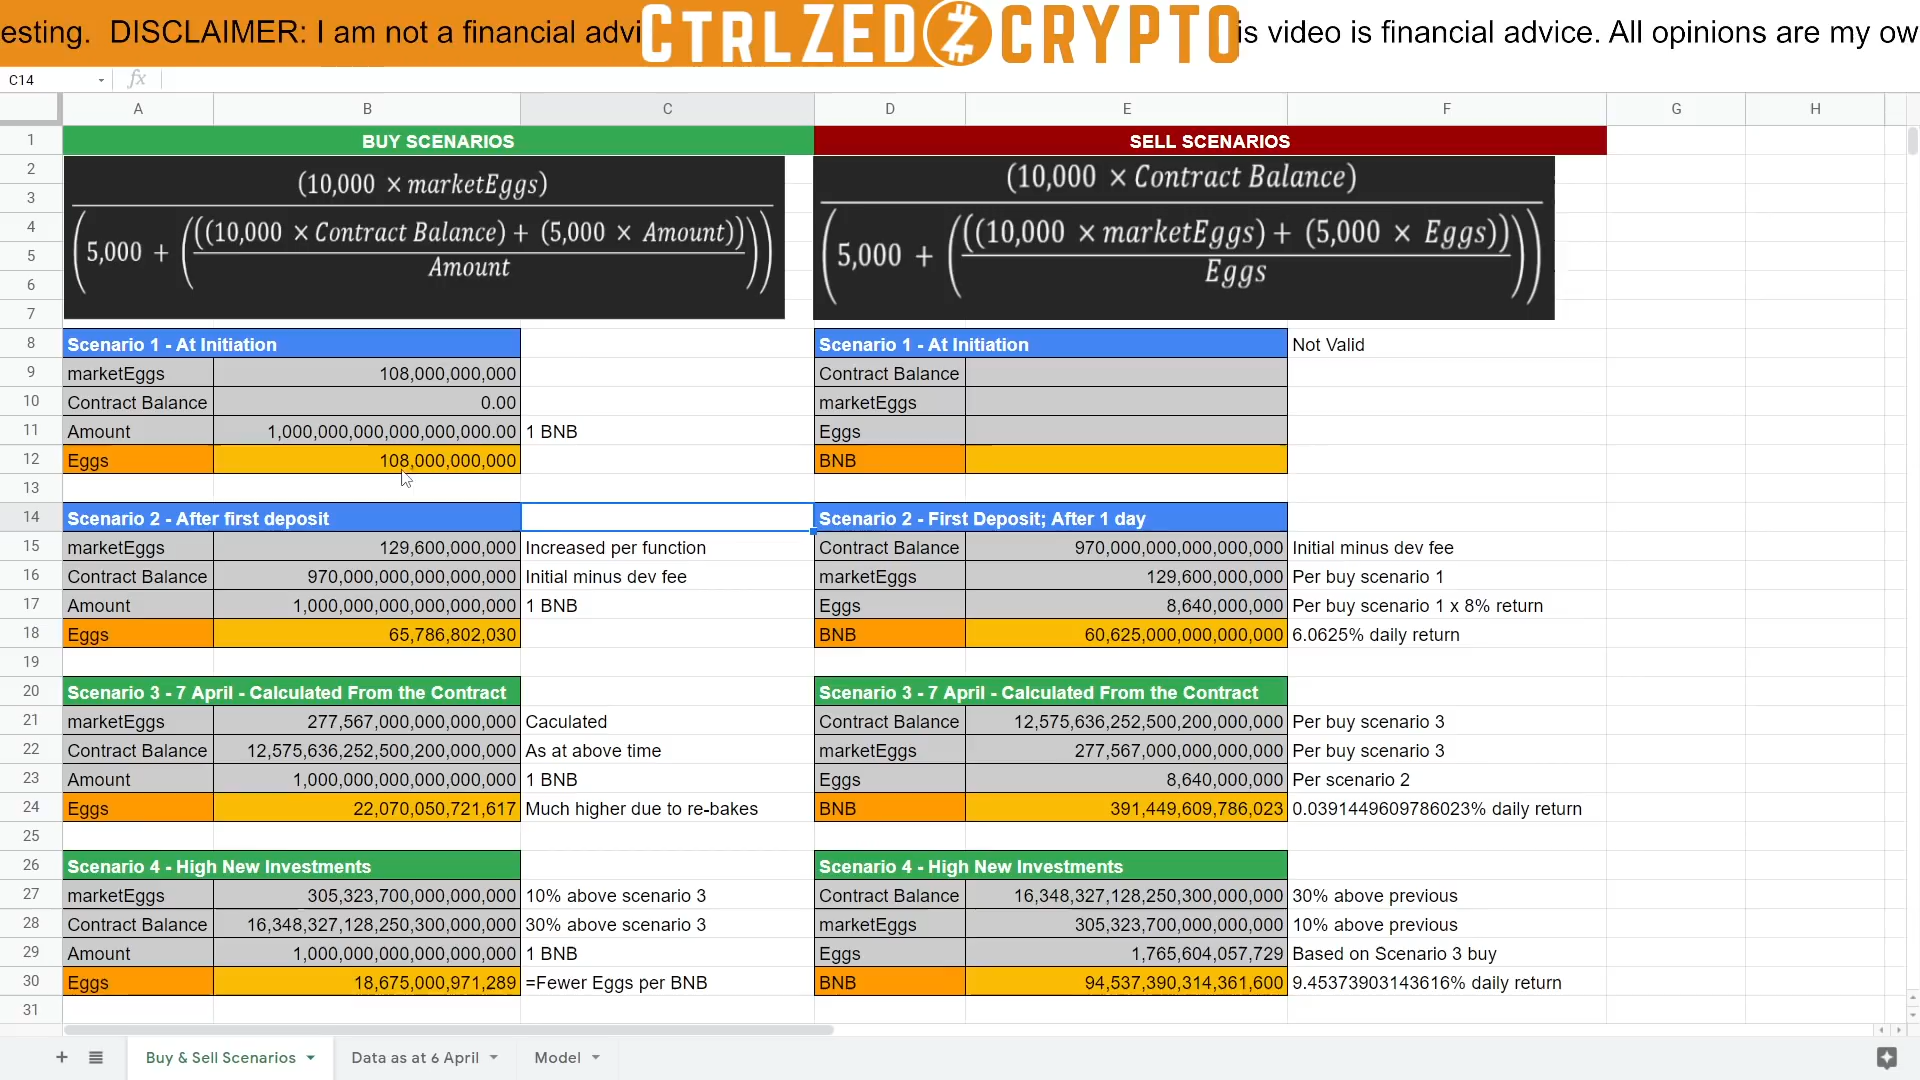 esting. DISCLAIMER: I am not a financial advi
CTRLZED CRYPTO
is video is financial advice. All opinions are my ow
C14 fx
A B C D E F G H
1 BUY SCENARIOS SELL SCENARIOS
2
3
4
5
6
7
(10,000 × marketEggs)
(5,000 + (((10,000 × Contract Balance) + (5,000 × Amount)) / Amount))
(10,000 × Contract Balance)
(5,000 + (((10,000 × marketEggs) + (5,000 × Eggs)) / Eggs))
8 Scenario 1 - At Initiation Scenario 1 - At Initiation Not Valid
9 marketEggs 108,000,000,000 Contract Balance
10 Contract Balance 0.00 marketEggs
11 Amount 1,000,000,000,000,000,000.00 1 BNB Eggs
12 Eggs 108,000,000,000 BNB
13
14 Scenario 2 - After first deposit Scenario 2 - First Deposit; After 1 day
15 marketEggs 129,600,000,000 Increased per function Contract Balance 970,000,000,000,000,000 Initial minus dev fee
16 Contract Balance 970,000,000,000,000,000 Initial minus dev fee marketEggs 129,600,000,000 Per buy scenario 1
17 Amount 1,000,000,000,000,000,000 1 BNB Eggs 8,640,000,000 Per buy scenario 1 x 8% return
18 Eggs 65,786,802,030 BNB 60,625,000,000,000,000 6.0625% daily return
19
20 Scenario 3 - 7 April - Calculated From the Contract Scenario 3 - 7 April - Calculated From the Contract
21 marketEggs 277,567,000,000,000,000 Caculated Contract Balance 12,575,636,252,500,200,000,000 Per buy scenario 3
22 Contract Balance 12,575,636,252,500,200,000,000 As at above time marketEggs 277,567,000,000,000,000 Per buy scenario 3
23 Amount 1,000,000,000,000,000,000 1 BNB Eggs 8,640,000,000 Per scenario 2
24 Eggs 22,070,050,721,617 Much higher due to re-bakes BNB 391,449,609,786,023 0.0391449609786023% daily return
25
26 Scenario 4 - High New Investments Scenario 4 - High New Investments
27 marketEggs 305,323,700,000,000,000 10% above scenario 3 Contract Balance 16,348,327,128,250,300,000,000 30% above previous
28 Contract Balance 16,348,327,128,250,300,000,000 30% above scenario 3 marketEggs 305,323,700,000,000,000 10% above previous
29 Amount 1,000,000,000,000,000,000 1 BNB Eggs 1,765,604,057,729 Based on Scenario 3 buy
30 Eggs 18,675,000,971,289 =Fewer Eggs per BNB BNB 94,537,390,314,361,600 9.45373903143616% daily return
31
Buy & Sell Scenarios Data as at 6 April Model